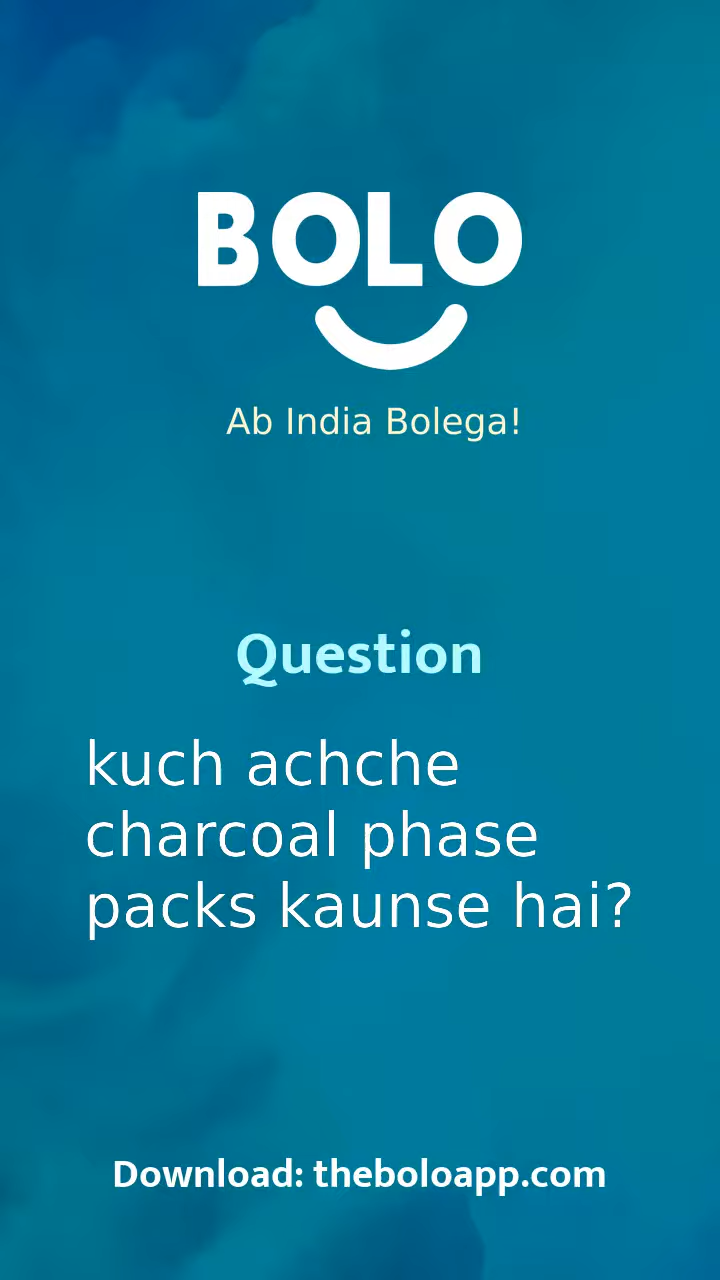 BOLO
Ab India Bolega!
Question
kuch achche
charcoal phase
packs kaunse hai?
Download: theboloapp.com